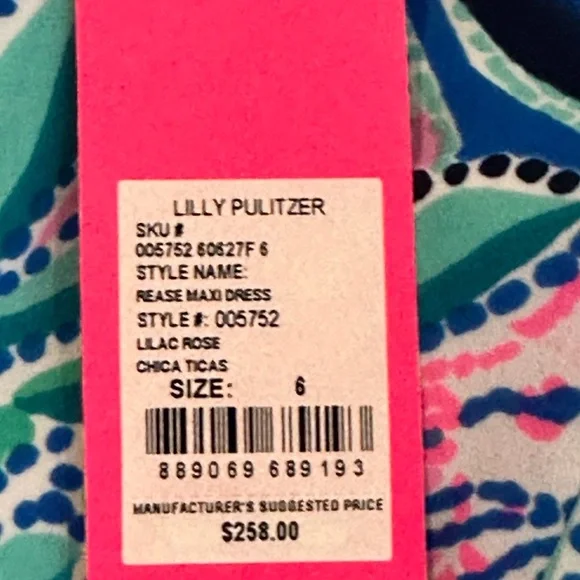 LILLY PULITZER
SKU #
005752 60627F 6
STYLE NAME:
REASE MAXI DRESS
STYLE #: 005752
LILAC ROSE
CHICA TICAS
SIZE: 6
889069 689193
MANUFACTURER'S SUGGESTED PRICE
$258.00